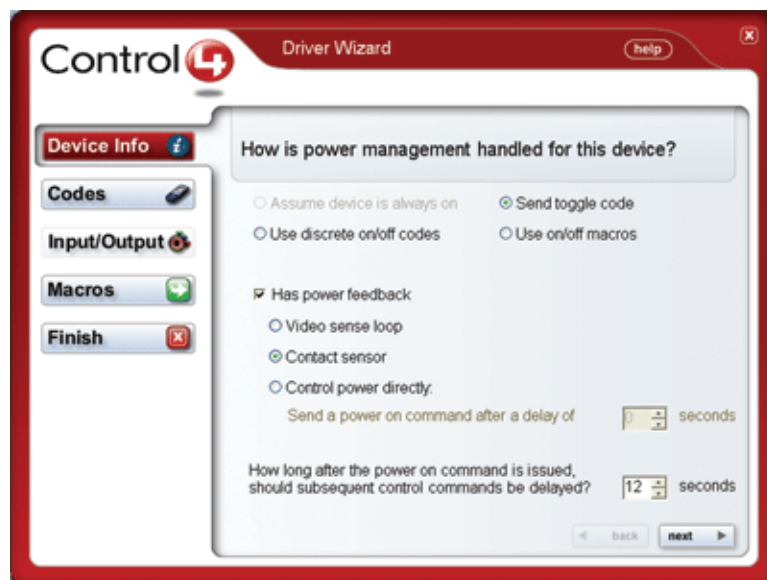 Control4
Driver Wizard
help
Device Info
Codes
Input/Output
Macros
Finish
How is power management handled for this device?
Assume device is always on
Send toggle code
Use discrete on/off codes
Use on/off macros
Has power feedback
Video sense loop
Contact sensor
Control power directly:
Send a power on command after a delay of 0 seconds
How long after the power on command is issued,
should subsequent control commands be delayed? 12 seconds
back
next